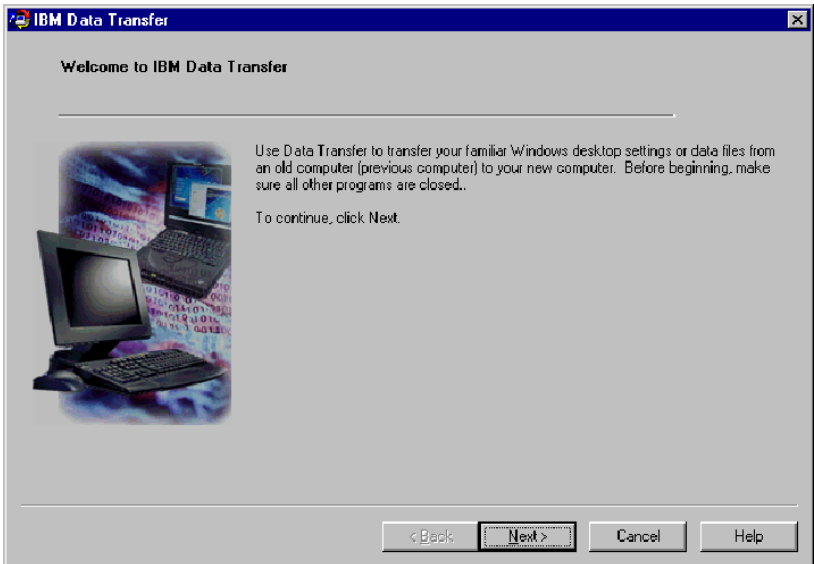 IBM Data Transfer
Welcome to IBM Data Transfer
Use Data Transfer to transfer your familiar Windows desktop settings or data files from
an old computer (previous computer) to your new computer.  Before beginning, make
sure all other programs are closed..
To continue, click Next.
< Back Next > Cancel Help